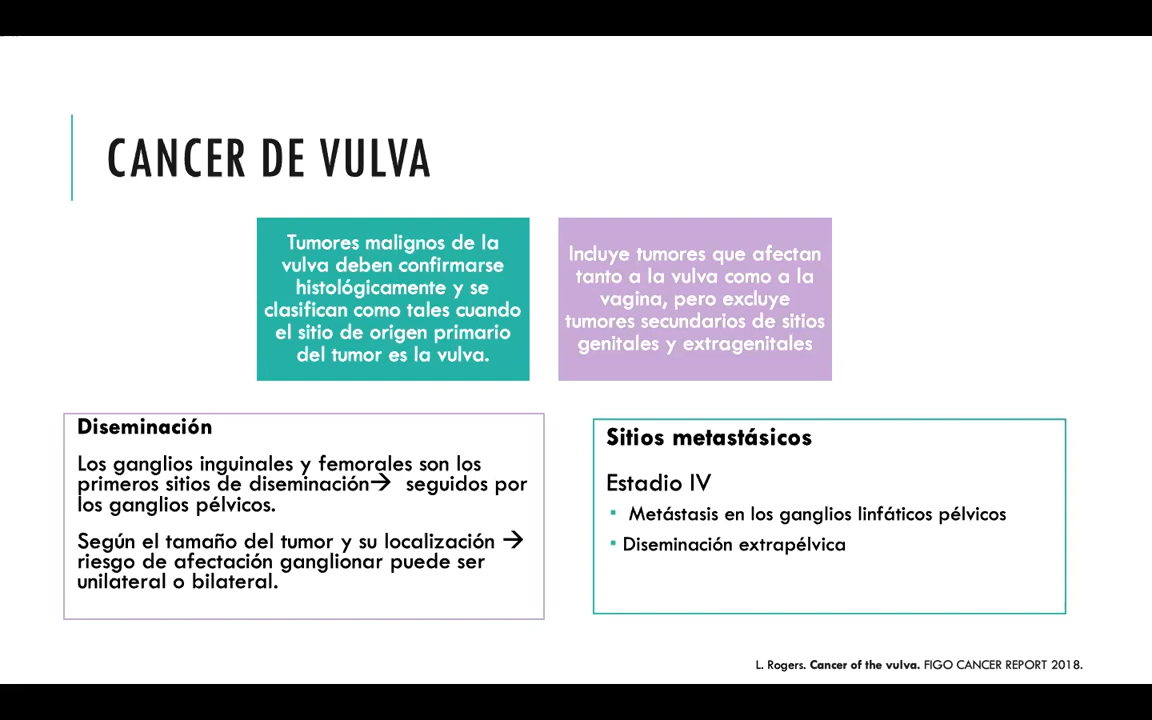 CANCER DE VULVA
Tumores malignos de la
vulva deben confirmarse
histológicamente y se
clasifican como tales cuando
el sitio de origen primario
del tumor es la vulva.
Incluye tumores que afectan
tanto a la vulva como a la
vagina, pero excluye
tumores secundarios de sitios
genitales y extragenitales
Diseminación
Los ganglios inguinales y femorales son los
primeros sitios de diseminación→ seguidos por
los ganglios pélvicos.
Según el tamaño del tumor y su localización →
riesgo de afectación ganglionar puede ser
unilateral o bilateral.
Sitios metastásicos
Estadio IV
▪ Metástasis en los ganglios linfáticos pélvicos
▪ Diseminación extrapélvica
L. Rogers. Cancer of the vulva. FIGO CANCER REPORT 2018.